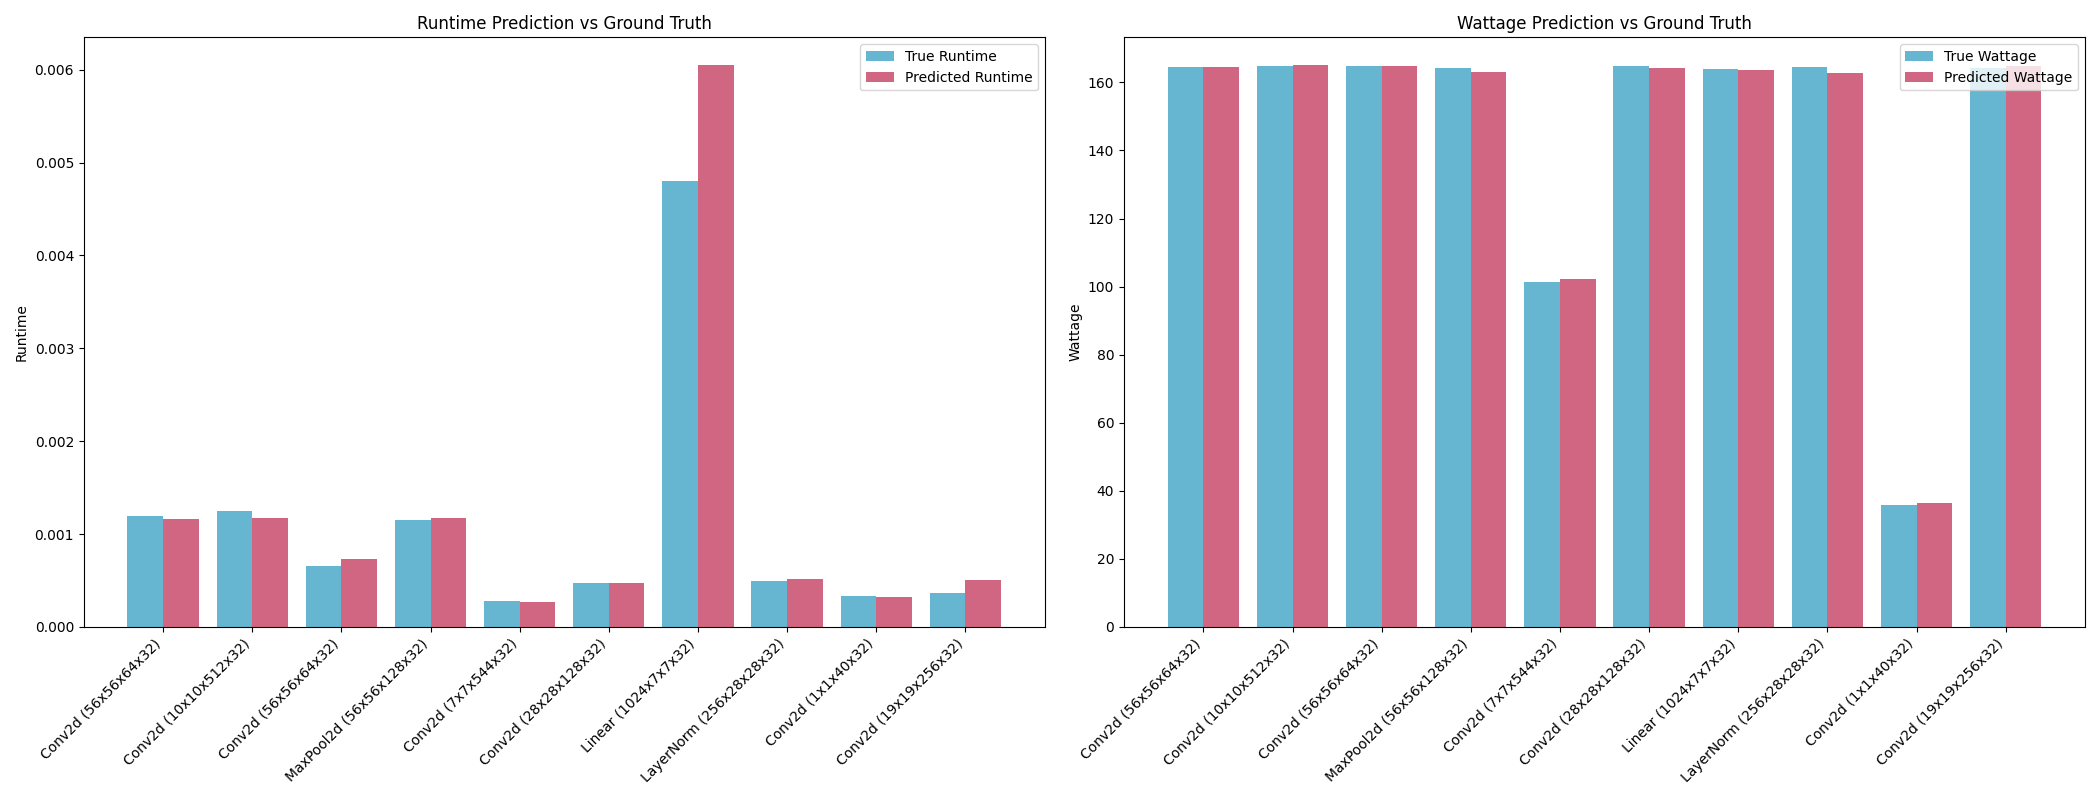 Runtime Prediction vs Ground Truth
True Runtime
Predicted Runtime
Runtime
0.006
0.005
0.004
0.003
0.002
0.001
0.000
Conv2d (56x56x64x32)
Conv2d (10x10x512x32)
Conv2d (56x56x64x32)
MaxPool2d (56x56x128x32)
Conv2d (7x7x544x32)
Conv2d (28x28x128x32)
Linear (1024x7x7x32)
LayerNorm (256x28x28x32)
Conv2d (1x1x40x32)
Conv2d (19x19x256x32)
Wattage Prediction vs Ground Truth
True Wattage
Predicted Wattage
Wattage
160
140
120
100
80
60
40
20
0
Conv2d (56x56x64x32)
Conv2d (10x10x512x32)
Conv2d (56x56x64x32)
MaxPool2d (56x56x128x32)
Conv2d (7x7x544x32)
Conv2d (28x28x128x32)
Linear (1024x7x7x32)
LayerNorm (256x28x28x32)
Conv2d (1x1x40x32)
Conv2d (19x19x256x32)